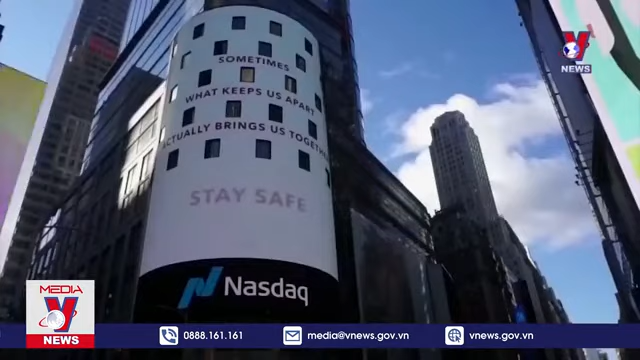 NEWS
SOMETIMES
WHAT KEEPS US APART
ACTUALLY BRINGS US TOGETHER
STAY SAFE
Nasdaq
MEDIA
NEWS
0888.161.161
media@vnews.gov.vn
vnews.gov.vn